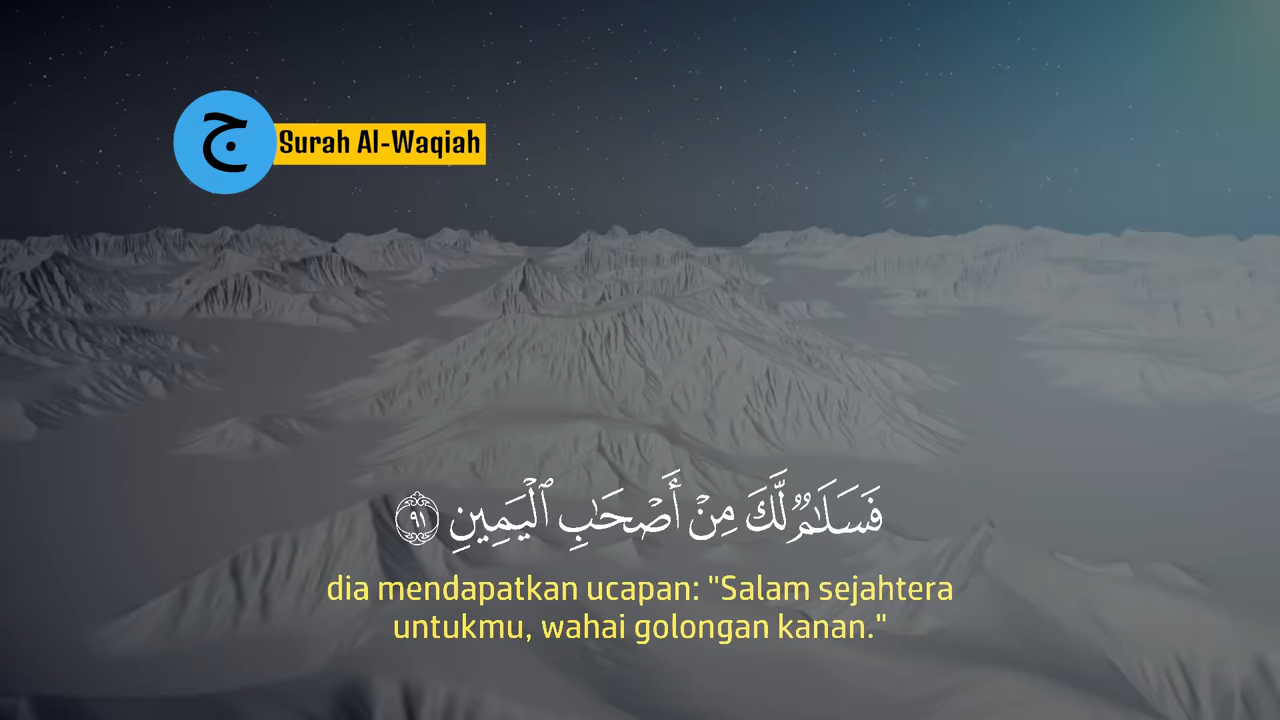 ج
Surah Al-Waqiah
فَسَلَـٰمٌۭ لَّكَ مِنْ أَصْحَـٰبِ ٱلْيَمِينِ ٩١
dia mendapatkan ucapan: "Salam sejahtera
untukmu, wahai golongan kanan."